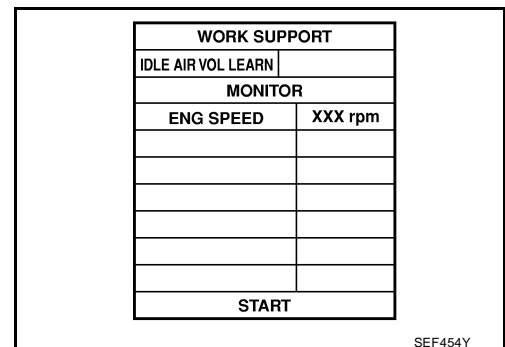 WORK SUPPORT
IDLE AIR VOL LEARN
MONITOR
ENG SPEED XXX rpm
START
SEF454Y